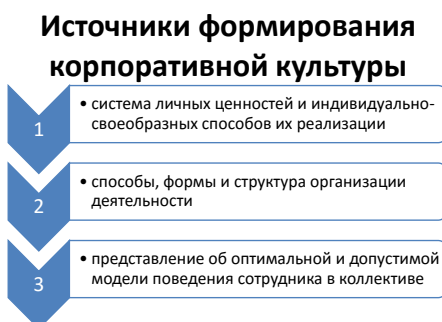 Источники формирования
корпоративной культуры
1
• система личных ценностей и индивидуально-
своеобразных способов их реализации
2
• способы, формы и структура организации
деятельности
3
• представление об оптимальной и допустимой
модели поведения сотрудника в коллективе